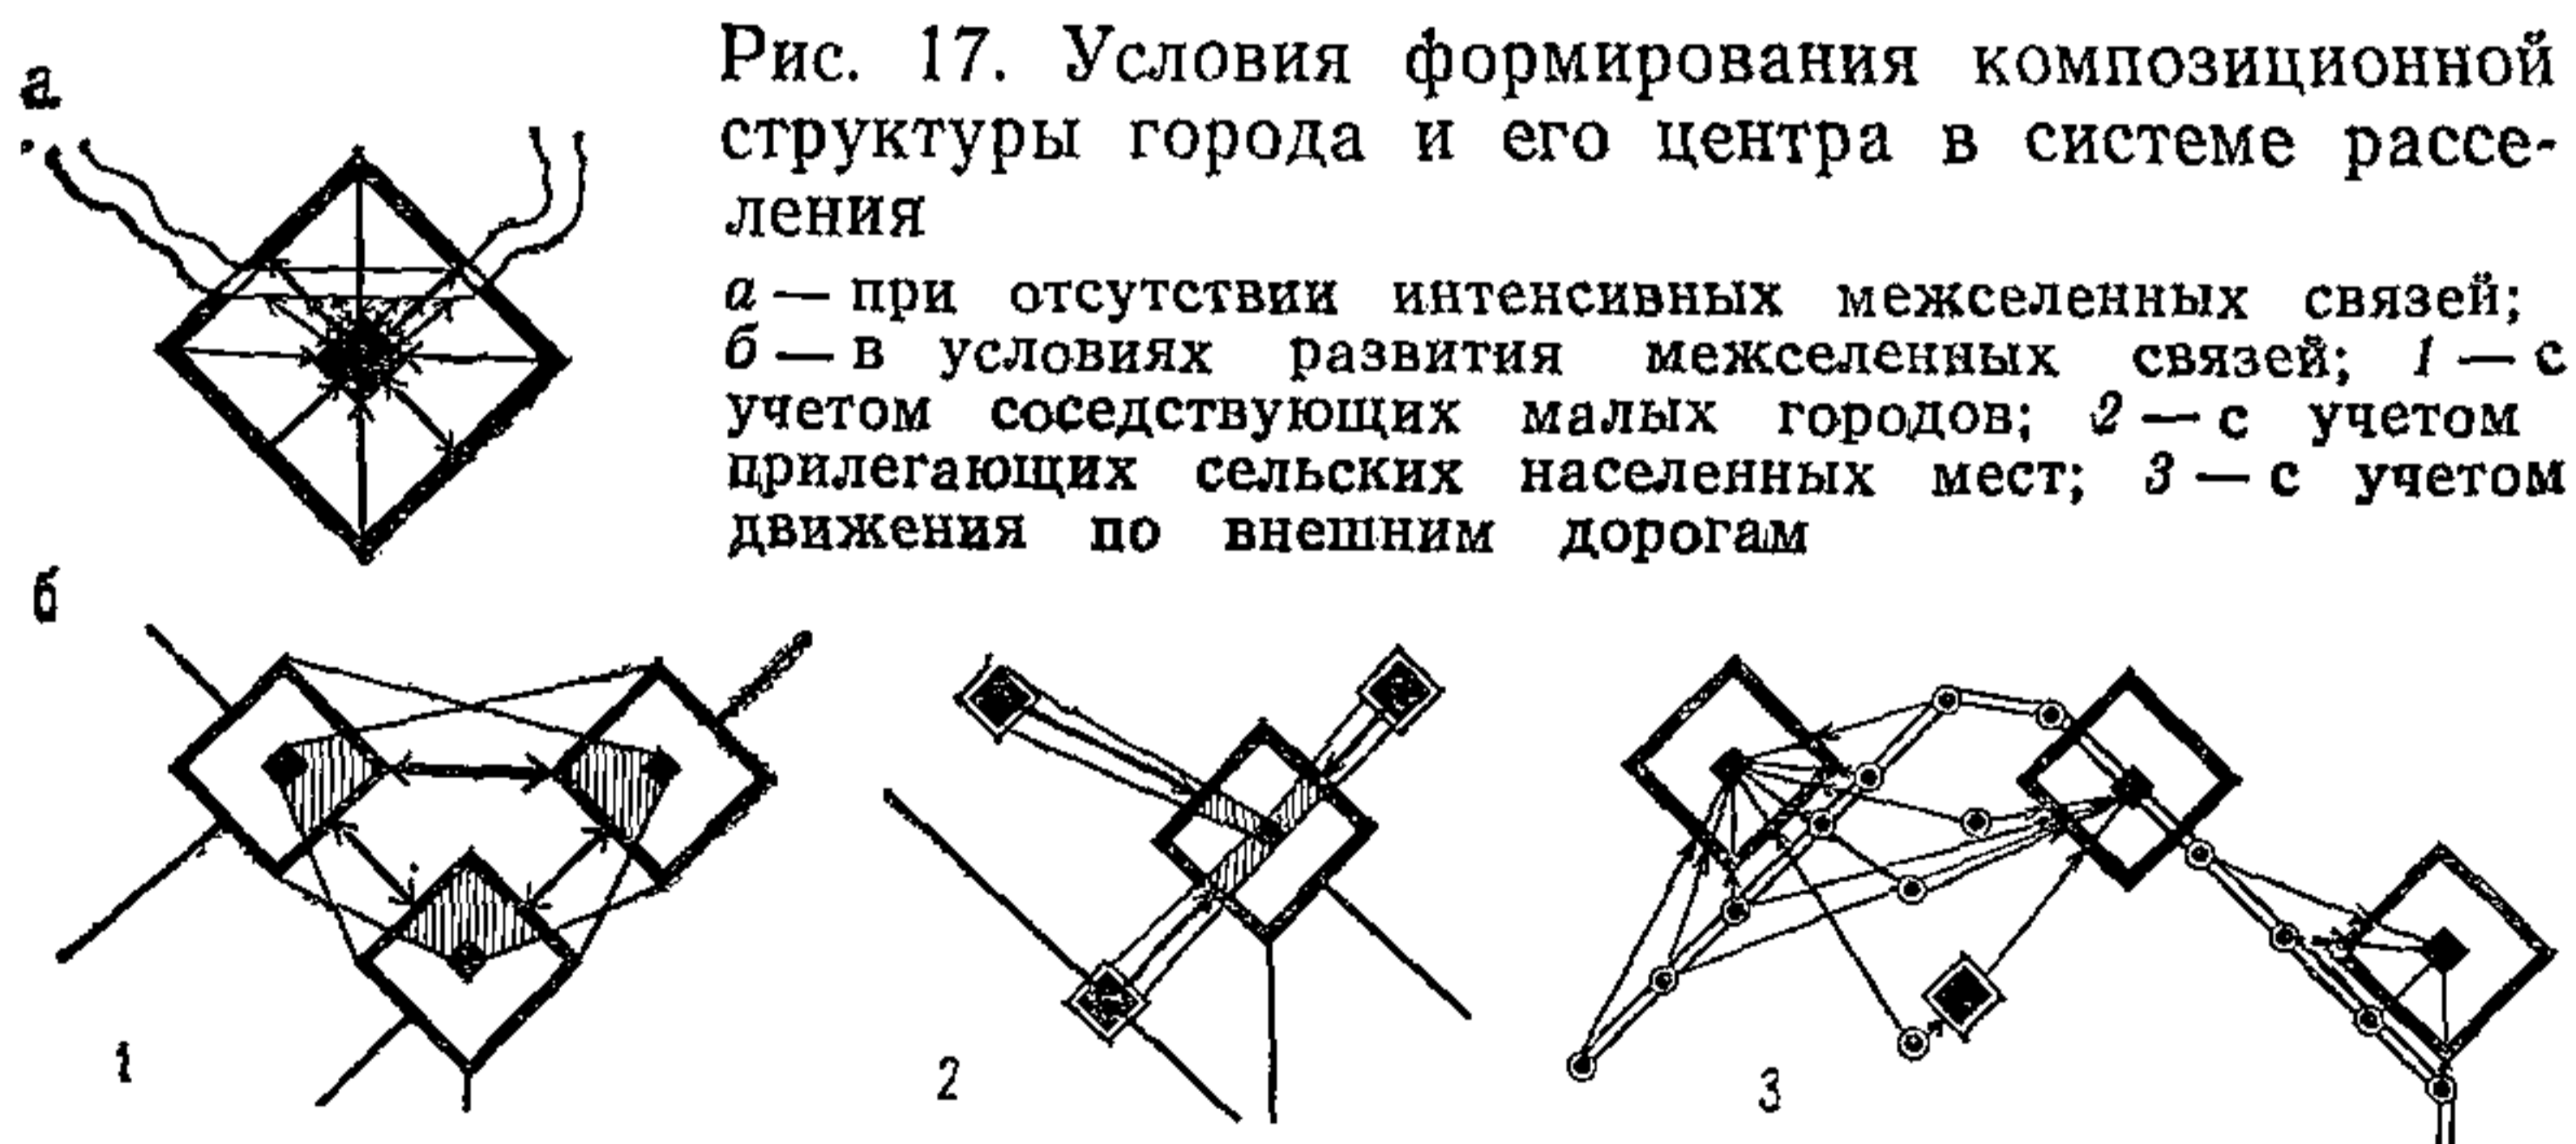 а
Рис. 17. Условия формирования композиционной
структуры города и его центра в системе рассе-
ления
а — при отсутствии интенсивных межселенных связей;
б — в условиях развития межселенных связей; 1 — с
учетом соседствующих малых городов; 2 — с учетом
прилегающих сельских населенных мест; 3 — с учетом
движения по внешним дорогам
б
1
2
3